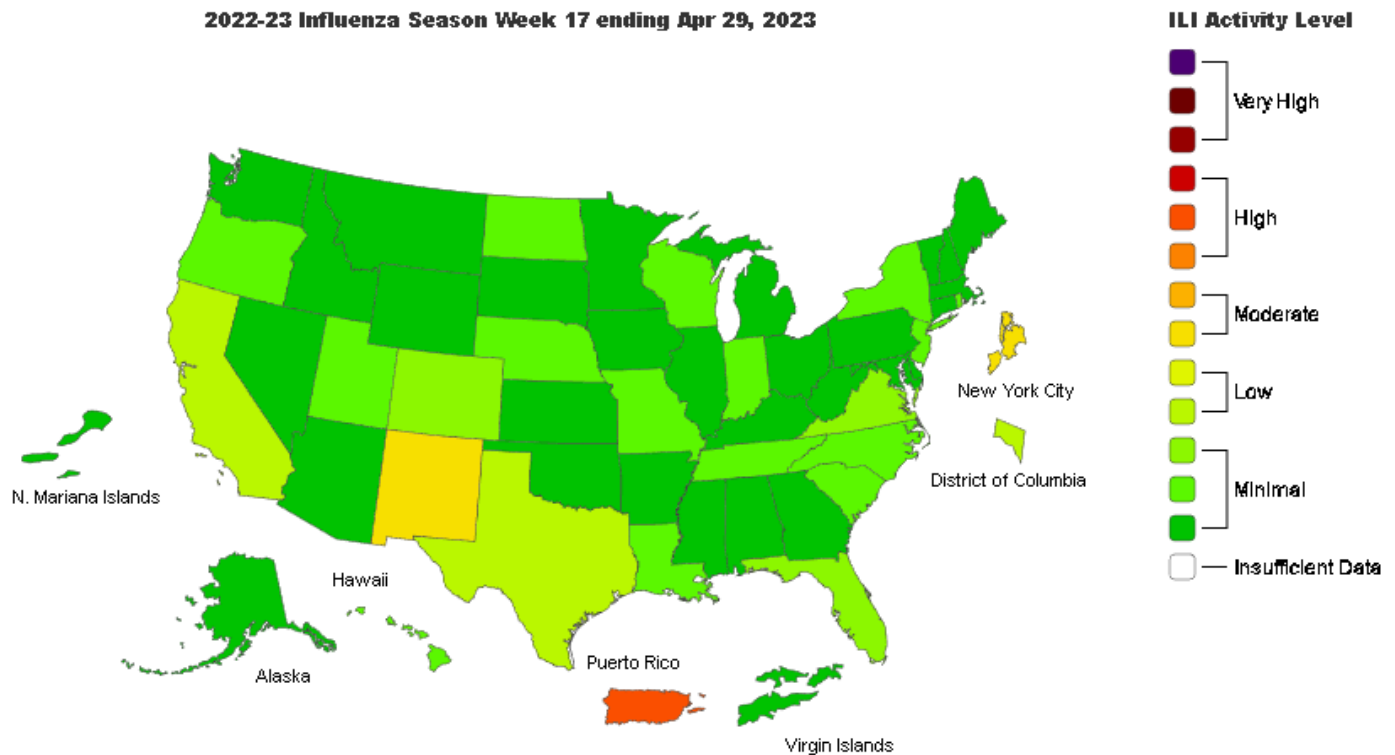 2022-23 Influenza Season Week 17 ending Apr 29, 2023
ILI Activity Level
Very High
High
Moderate
Low
Minimal
Insufficient Data
New York City
District of Columbia
N. Mariana Islands
Hawaii
Alaska
Puerto Rico
Virgin Islands